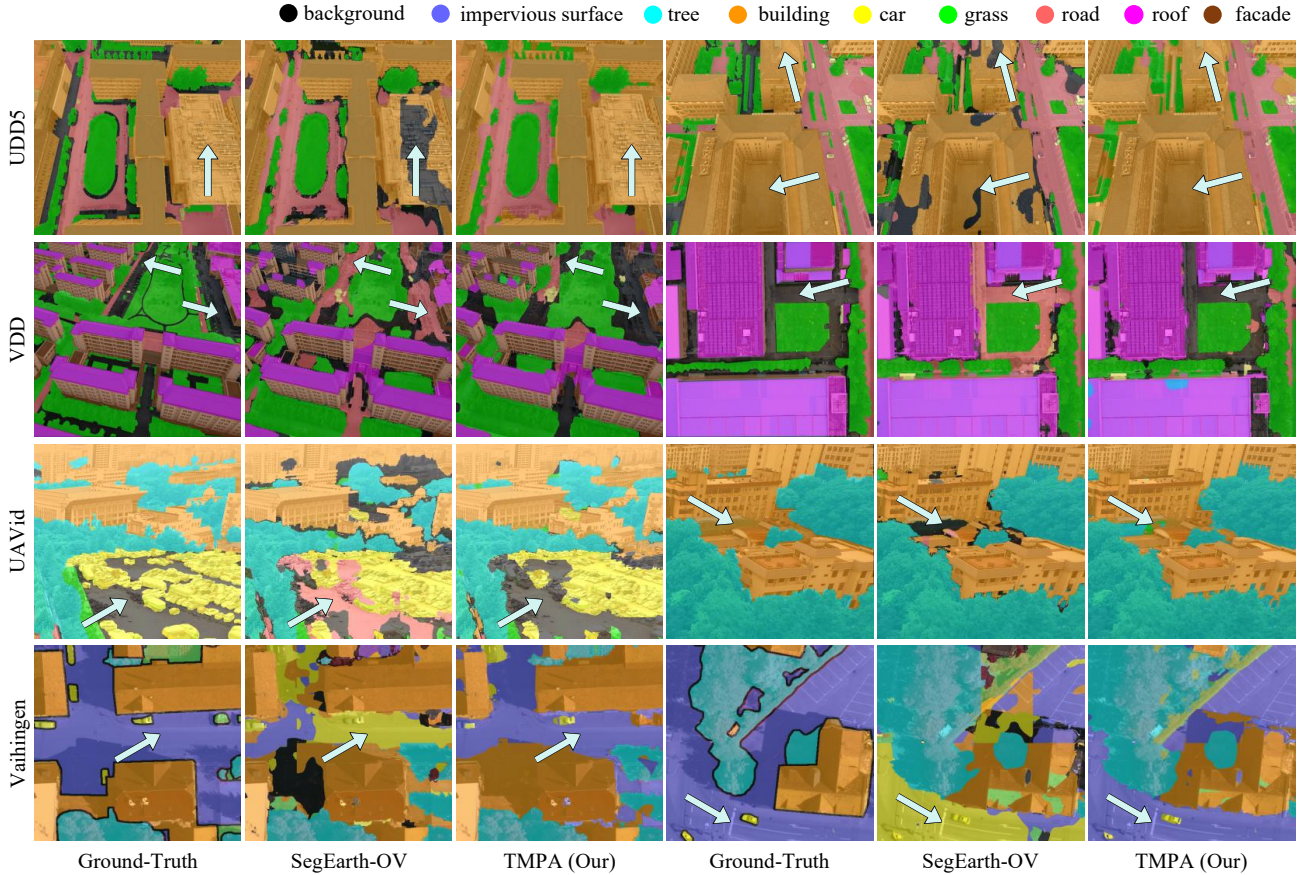 background impervious surface tree building car grass road roof facade
UDD5
VDD
UAVid
Vaihingen
Ground-Truth SegEarth-OV TMPA (Our) Ground-Truth SegEarth-OV TMPA (Our)